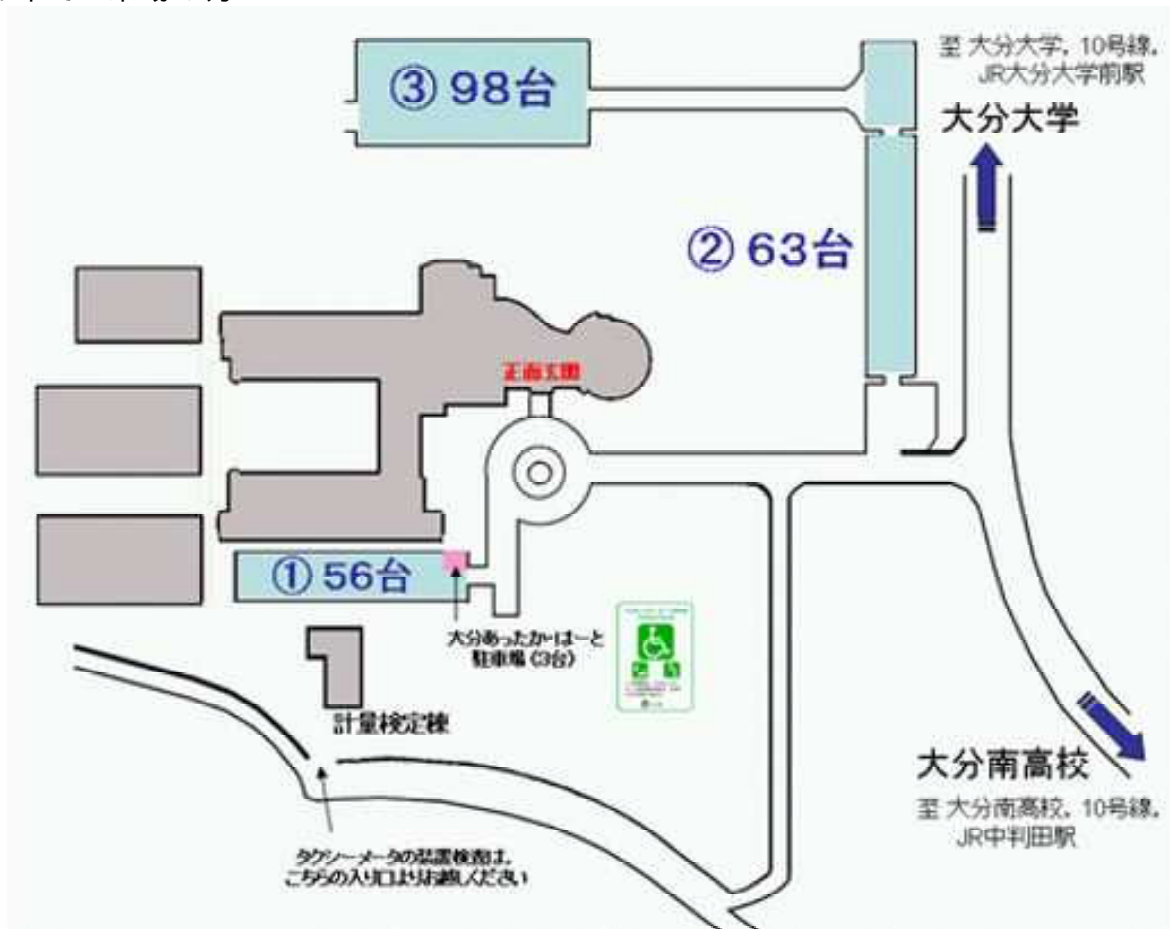 ③ 98台
至 大分大学，10号線，
JR大分大学前駅
大分大学
② 63台
正面玄関
① 56台
大分あったか・はーと
駐車場（3台）
計量検定棟
大分南高校
至 大分南高校，10号線，
JR中判田駅
タクシーメータの装置検査は，
こちらの入り口よりお越しください